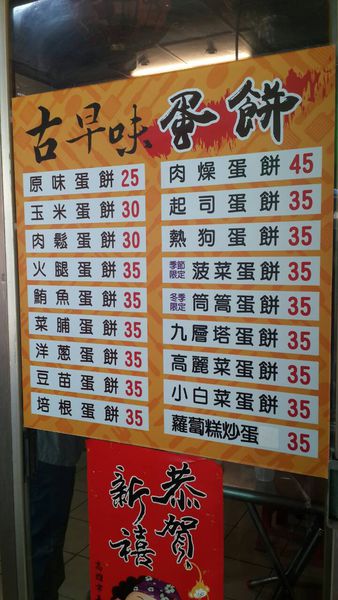 古早味蛋餅
原味蛋餅 25
玉米蛋餅 30
肉鬆蛋餅 30
火腿蛋餅 35
鮪魚蛋餅 35
菜脯蛋餅 35
洋蔥蛋餅 35
豆苗蛋餅 35
培根蛋餅 35
肉燥蛋餅 45
起司蛋餅 35
熱狗蛋餅 35
季節限定 菠菜蛋餅 35
冬季限定 筒蒿蛋餅 35
九層塔蛋餅 35
高麗菜蛋餅 35
小白菜蛋餅 35
蘿蔔糕炒蛋 35
恭賀
新禧
高雄